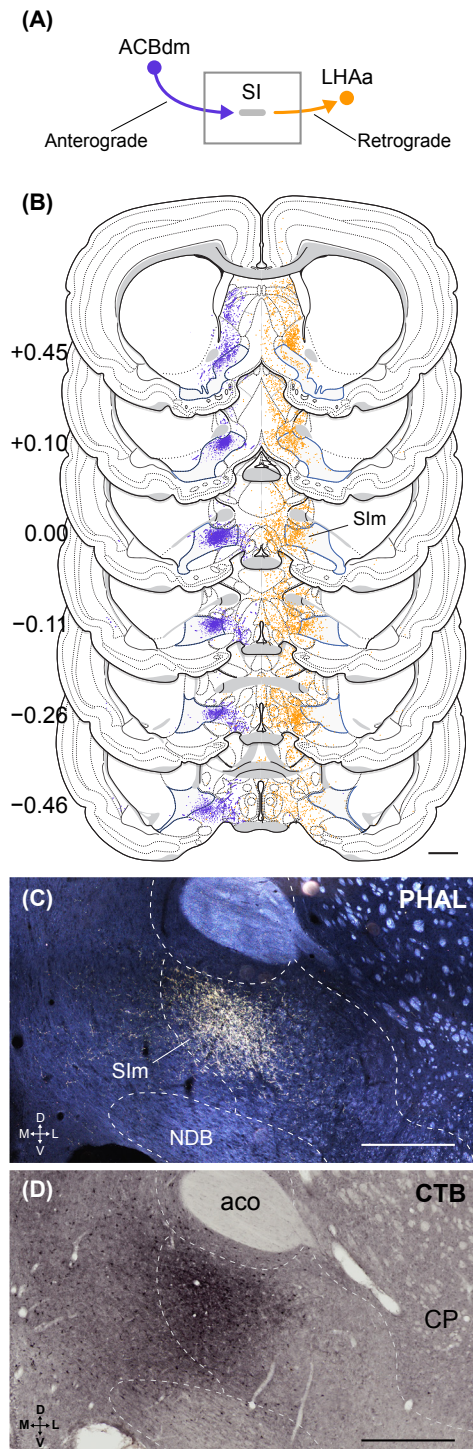 (A)
ACBdm
SI
LHAa
Anterograde
Retrograde
(B)
+0.45
+0.10
0.00
SIm
−0.11
−0.26
−0.46
(C)
PHAL
SIm
D
M L
V
NDB
(D)
CTB
aco
CP
D
M L
V